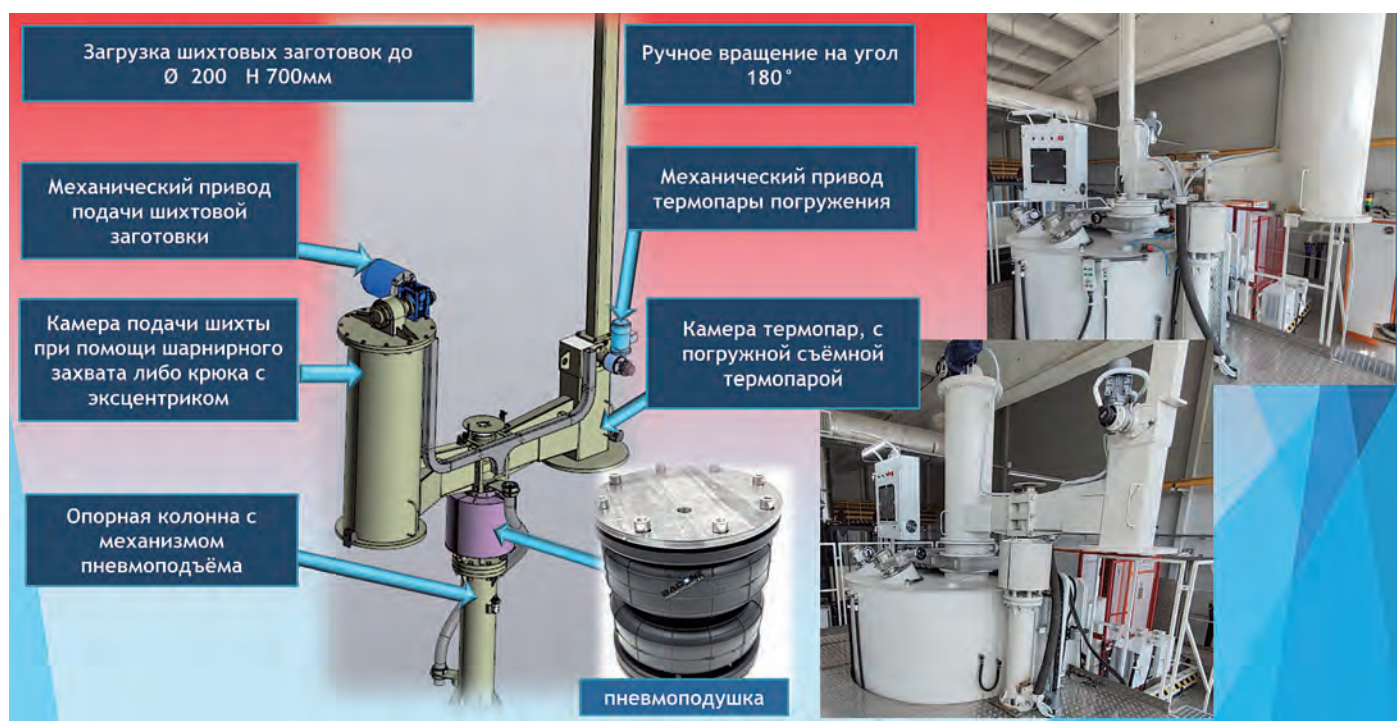 Загрузка шихтовых заготовок до
Ø 200 H 700мм
Ручное вращение на угол
180°
Механический привод
подачи шихтовой
заготовки
Механический привод
термопары погружения
Камера подачи шихты
при помощи шарнирного
захвата либо крюка с
эксцентриком
Камера термопар, с
погружной съёмной
термопарой
Опорная колонна с
механизмом
пневмоподъёма
пневмоподушка